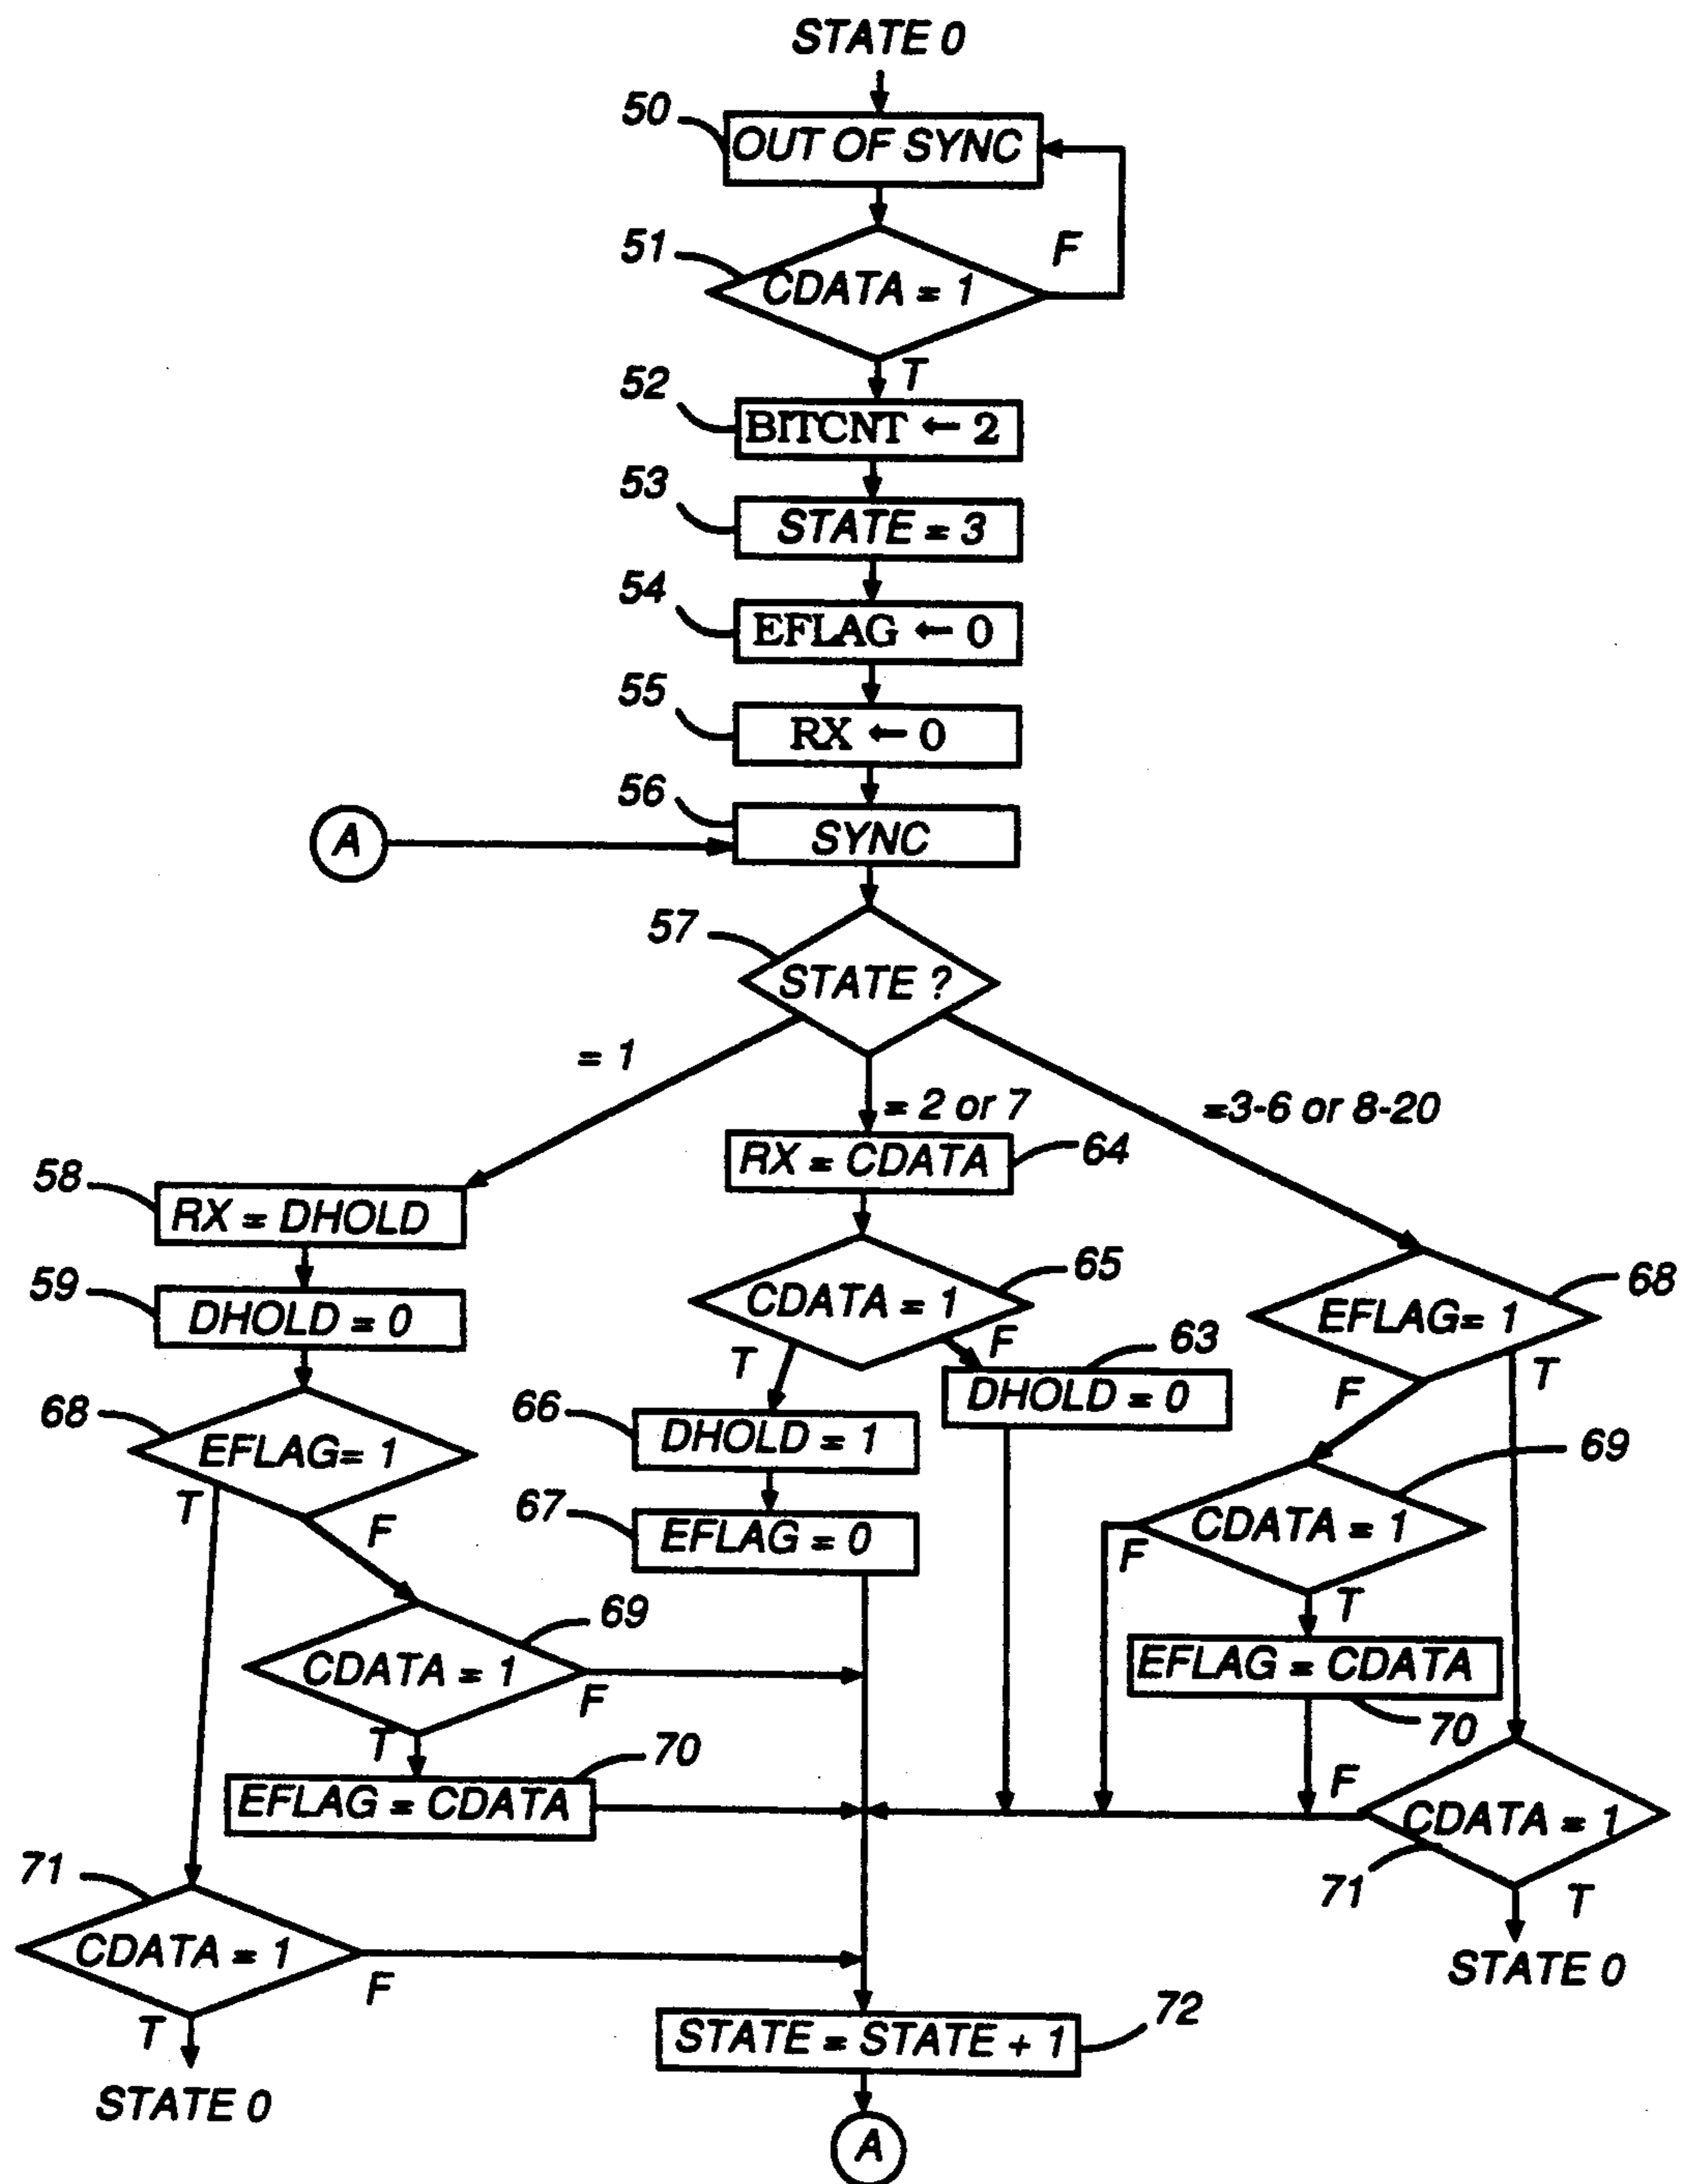 STATE 0
50
OUT OF SYNC
51
CDATA = 1
F
T
52
BITCNT ← 2
53
STATE = 3
54
EFLAG ← 0
55
RX ← 0
56
SYNC
A
57
STATE ?
= 1
= 2 or 7
=3-6 or 8-20
58
RX = DHOLD
RX = CDATA
64
59
DHOLD = 0
CDATA = 1
65
EFLAG= 1
68
T
F
63
DHOLD = 0
F
T
68
EFLAG= 1
66
DHOLD = 1
69
CDATA = 1
T
F
67
EFLAG = 0
F
T
69
CDATA = 1
F
T
EFLAG = CDATA
70
70
EFLAG = CDATA
F
CDATA = 1
71
T
STATE 0
71
CDATA = 1
F
T
STATE 0
72
STATE = STATE + 1
A